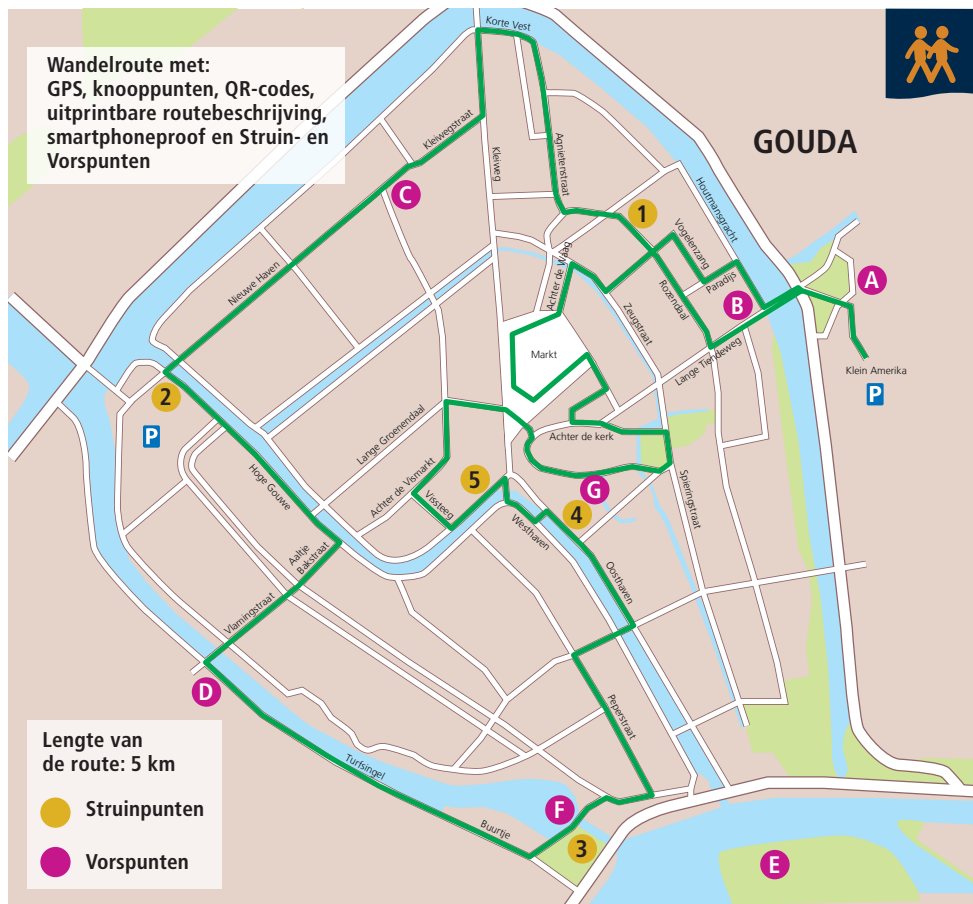 Wandelroute met:
GPS, knooppunten, QR-codes,
uitprintbare routebeschrijving,
smartphoneproof en Struin- en
Vorspunten
GOUDA
Korte Vest
Kleiwegstraat
Kleiweg
Agnietenstraat
C
1
Houtmansgracht
Vogelenzang
Paradijs
A
B
Achter de Waag
Rozendaal
Zeugstraat
Nieuwe Haven
Markt
Lange Tiendeweg
Klein Amerika
P
2
P
Lange Groenendaal
Achter de kerk
Achter de Vismarkt
Hoge Gouwe
Vissteeg
5
G
4
Westhaven
Spieringstraat
Aaltje
Bakstraat
Oosthaven
Vlamingstraat
D
Peperstraat
Lengte van
de route: 5 km
Struinpunten
Vorspunten
Turfsingel
Buurtje
F
3
E